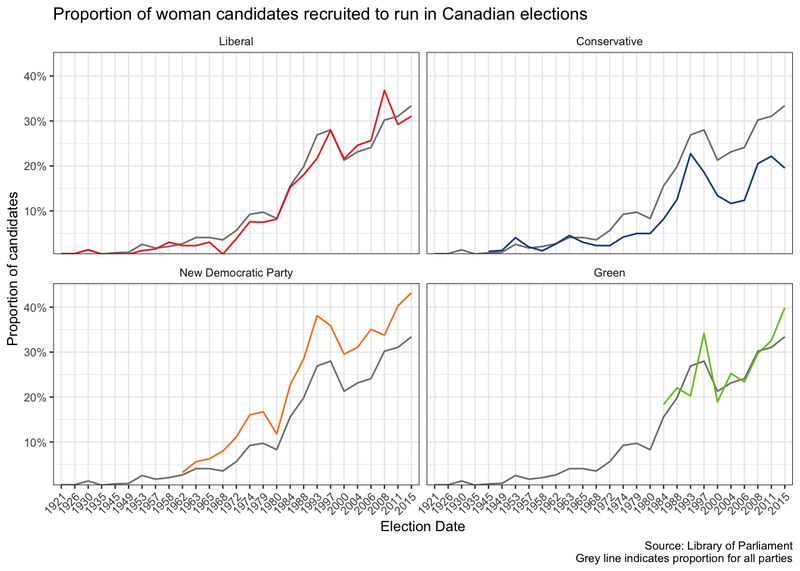 Proportion of woman candidates recruited to run in Canadian elections
Liberal
Conservative
40%
30%
20%
10%
New Democratic Party
Green
40%
30%
20%
10%
Proportion of candidates
1921 1926 1930 1935 1945 1949 1953 1957 1958 1962 1963 1965 1968 1972 1974 1979 1980 1984 1988 1993 1997 2000 2004 2006 2008 2011 2015
1921 1926 1930 1935 1945 1949 1953 1957 1958 1962 1963 1965 1968 1972 1974 1979 1980 1984 1988 1993 1997 2000 2004 2006 2008 2011 2015
Election Date
Source: Library of Parliament
Grey line indicates proportion for all parties